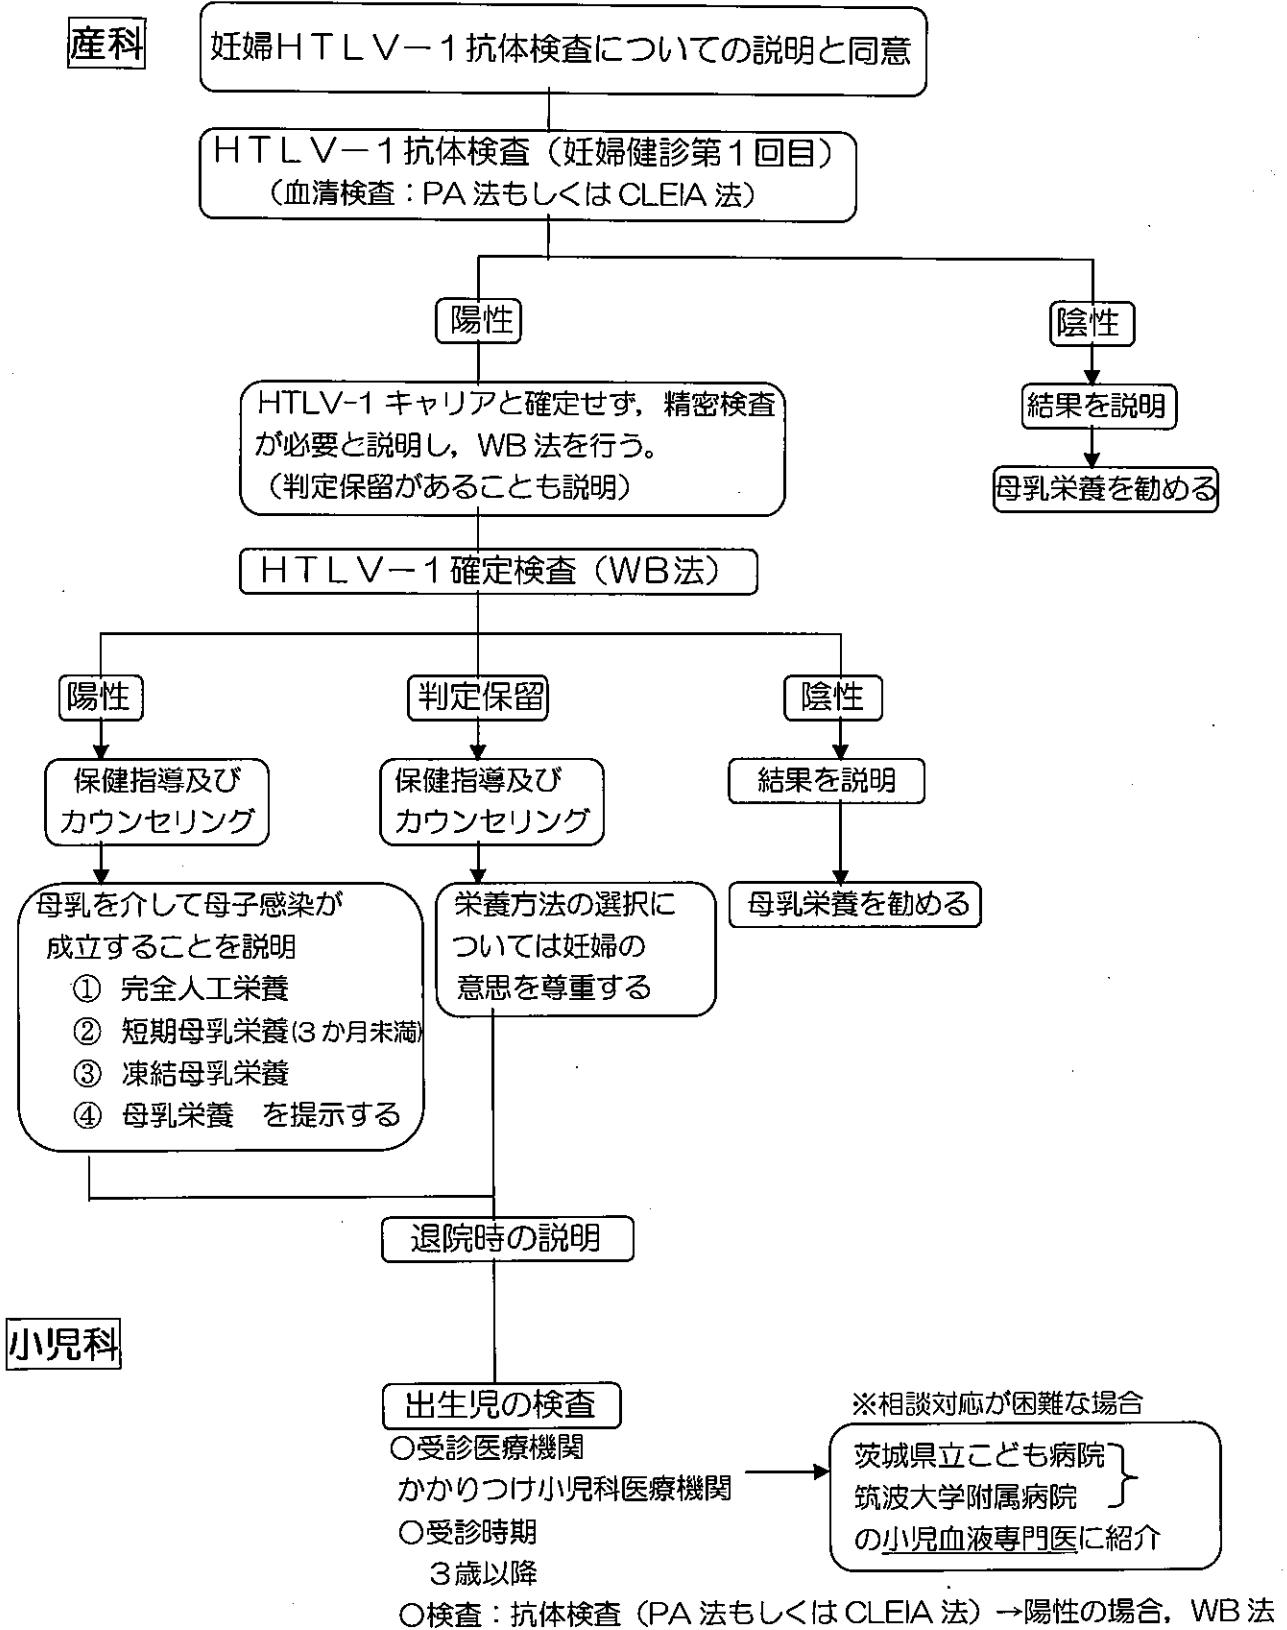 産科
妊婦HTLV－1抗体検査についての説明と同意
HTLV－1抗体検査（妊婦健診第1回目）
（血清検査：PA法もしくはCLEIA法）
陽性
陰性
HTLV-1キャリアと確定せず，精密検査
が必要と説明し，WB法を行う。
（判定保留があることも説明）
結果を説明
母乳栄養を勧める
HTLV－1確定検査（WB法）
陽性
判定保留
陰性
保健指導及び
カウンセリング
保健指導及び
カウンセリング
結果を説明
母乳を介して母子感染が
成立することを説明
① 完全人工栄養
② 短期母乳栄養(3か月未満)
③ 凍結母乳栄養
④ 母乳栄養　を提示する
栄養方法の選択に
ついては妊婦の
意思を尊重する
母乳栄養を勧める
退院時の説明
小児科
出生児の検査
○受診医療機関
かかりつけ小児科医療機関
○受診時期
3歳以降
○検査：抗体検査（PA法もしくはCLEIA法）→陽性の場合，WB法
※相談対応が困難な場合
茨城県立こども病院
筑波大学附属病院
の小児血液専門医に紹介